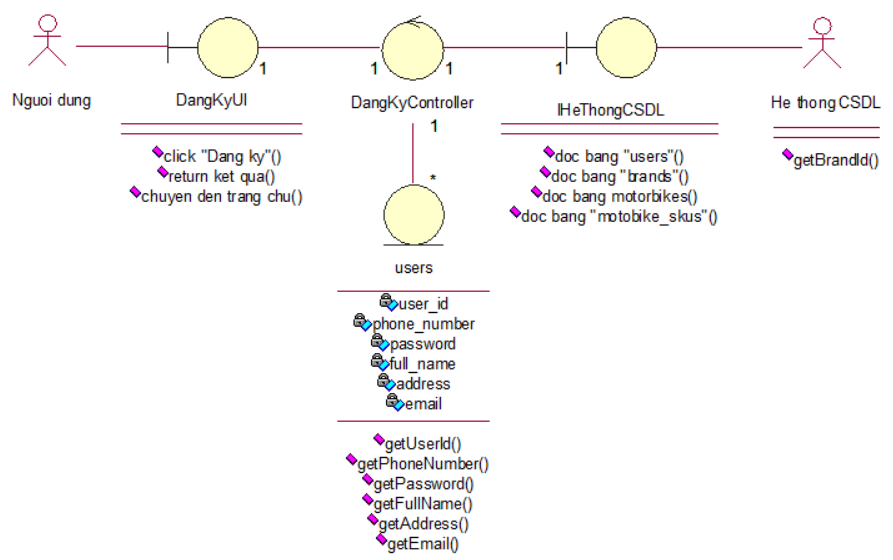 1
1
1
1
Nguoi dung
DangKyUI
DangKyController
IHeThongCSDL
He thongCSDL
click "Dang ky"()
return ket qua()
chuyen den trang chu()
1
doc bang "users"()
doc bang "brands"()
doc bang motorbikes()
doc bang "motobike_skus"()
getBrandId()
*
users
user_id
phone_number
password
full_name
address
email
getUserId()
getPhoneNumber()
getPassword()
getFullName()
getAddress()
getEmail()